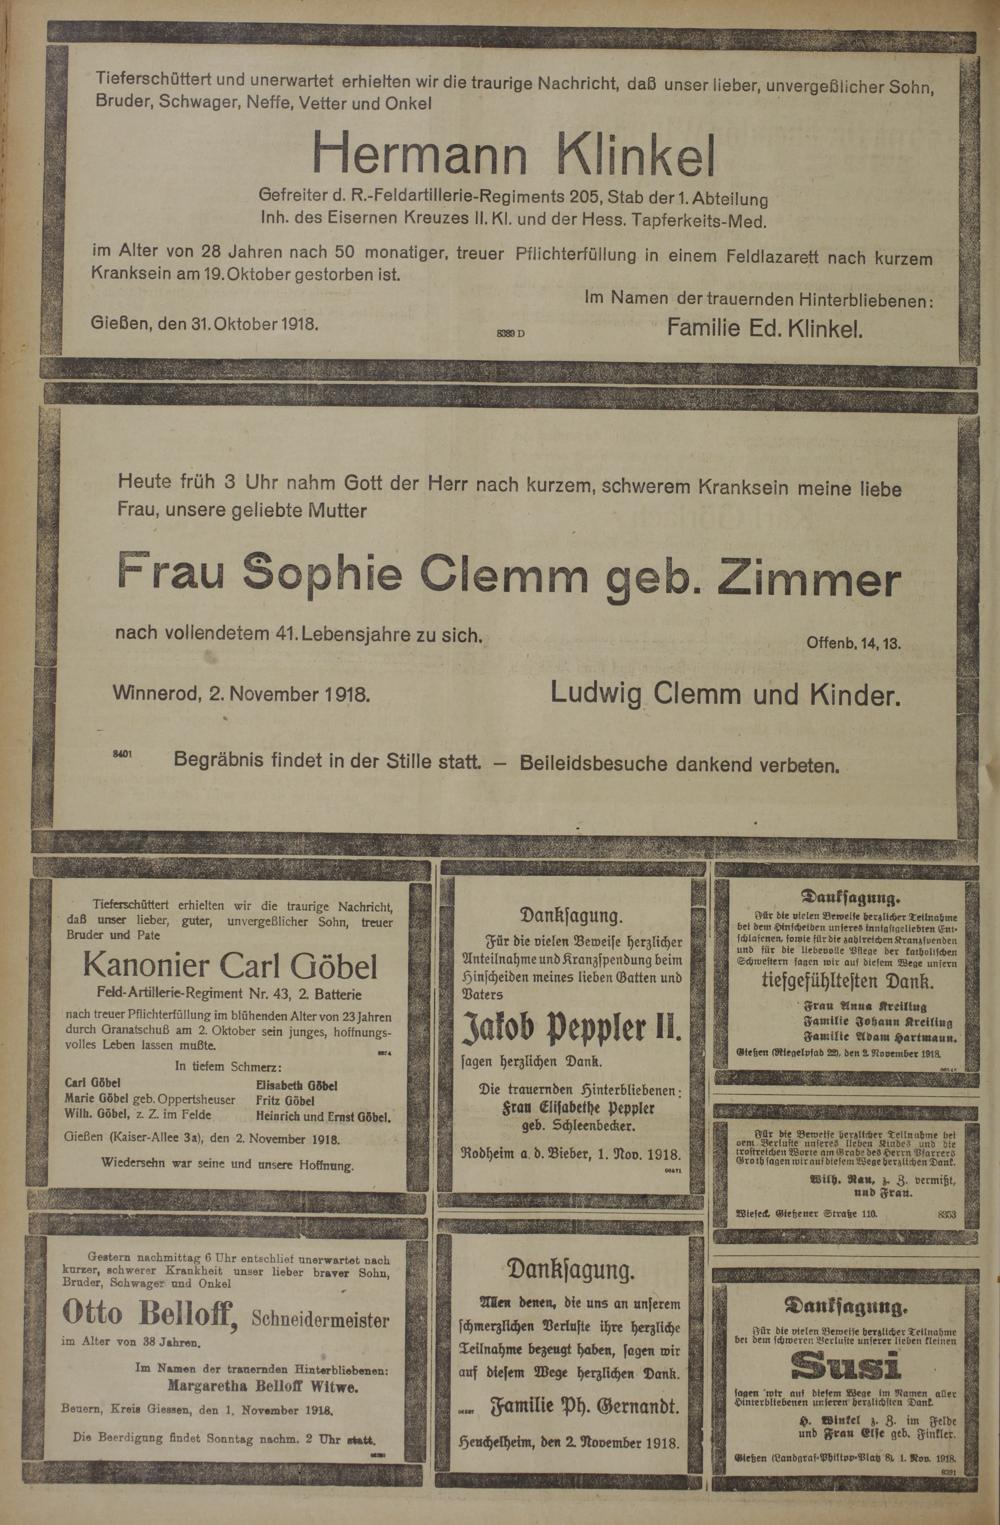 Tieferschüttert und unerwartet erhielten wir die traurige Nachricht, daß unser lieber, unvergeßlicher Sohn,
Bruder, Schwager, Neffe, Vetter und Onkel
Hermann Klinkel
Gefreiter d. R.-Feldartillerie-Regiments 205, Stab der 1. Abteilung
Inh. des Eisernen Kreuzes II. Kl. und der Hess. Tapferkeits-Med.
im Alter von 28 Jahren nach 50 monatiger, treuer Pflichterfüllung in einem Feldlazarett nach kurzem
Kranksein am 19. Oktober gestorben ist.
Im Namen der trauernden Hinterbliebenen:
Gießen, den 31. Oktober 1918.
8389 D
Familie Ed. Klinkel.
Heute früh 3 Uhr nahm Gott der Herr nach kurzem, schwerem Kranksein meine liebe
Frau, unsere geliebte Mutter
Frau Sophie Clemm geb. Zimmer
nach vollendetem 41. Lebensjahre zu sich.
Offenb. 14, 13.
Winnerod, 2. November 1918.
Ludwig Clemm und Kinder.
8401
Begräbnis findet in der Stille statt. — Beileidsbesuche dankend verbeten.
Tieferschüttert erhielten wir die traurige Nachricht,
daß unser lieber, guter, unvergeßlicher Sohn, treuer
Bruder und Pate
Kanonier Carl Göbel
Feld-Artillerie-Regiment Nr. 43, 2. Batterie
nach treuer Pflichterfüllung im blühenden Alter von 23 Jahren
durch Granatschuß am 2. Oktober sein junges, hoffnungs-
volles Leben lassen mußte.
In tiefem Schmerz:
Carl Göbel
Marie Göbel geb. Oppertsheuser
Wilh. Göbel, z. Z. im Felde
Elisabeth Göbel
Fritz Göbel
Heinrich und Ernst Göbel.
Gießen (Kaiser-Allee 3a), den 2. November 1918.
Wiedersehn war seine und unsere Hoffnung.
Gestern nachmittag 6 Uhr entschlief unerwartet nach
kurzer, schwerer Krankheit unser lieber braver Sohn,
Bruder, Schwager und Onkel
Otto Belloff, Schneidermeister
im Alter von 38 Jahren.
Im Namen der trauernden Hinterbliebenen:
Margaretha Belloff Witwe.
Beuern, Kreis Giessen, den 1. November 1918.
Die Beerdigung findet Sonntag nachm. 2 Uhr statt.
Danksagung.
Für die vielen Beweise herzlicher
Anteilnahme und Kranzspendung beim
Hinscheiden meines lieben Gatten und
Vaters
Jakob Peppler II.
sagen herzlichen Dank.
Die trauernden Hinterbliebenen:
Frau Elisabethe Peppler
geb. Schleenbecker.
Rodheim a. d. Bieber, 1. Nov. 1918.
Danksagung.
Allen denen, die uns an unserem
schmerzlichen Verluste ihre herzliche
Teilnahme bezeugt haben, sagen wir
auf diesem Wege herzlichen Dank.
Familie Ph. Gernandt.
Heuchelheim, den 2. November 1918.
Danksagung.
Für die vielen Beweise herzlicher Teilnahme
bei dem Hinscheiden unseres innigstgeliebten Ent-
schlafenen, sowie für die zahlreichen Kranzspenden
und für die liebevolle Pflege der katholischen
Schwestern sagen wir auf diesem Wege unsern
tiefgefühltesten Dank.
Frau Anna Kreiling
Familie Johann Kreiling
Familie Adam Hartmann.
Gießen (Riegelpfad 22), den 2. November 1918.
Für die Beweise herzlicher Teilnahme bei
dem Verluste unseres lieben Kindes und die
trostreichen Worte am Grabe des Herrn Pfarrers
Groth sagen wir auf diesem Wege herzlichen Dank.
Wilh. Rau, z. Z. vermißt,
und Frau.
Wieseck, Gießener Straße 110.
8353
Danksagung.
Für die vielen Beweise herzlicher Teilnahme
bei dem schweren Verluste unserer lieben kleinen
Susi
sagen wir auf diesem Wege im Namen aller
Hinterbliebenen unseren herzlichsten Dank.
H. Winkel z. Z. im Felde
und Frau Else geb. Finkler.
Gießen (Landgraf-Philipp-Platz 8), 1. Nov. 1918.
8391